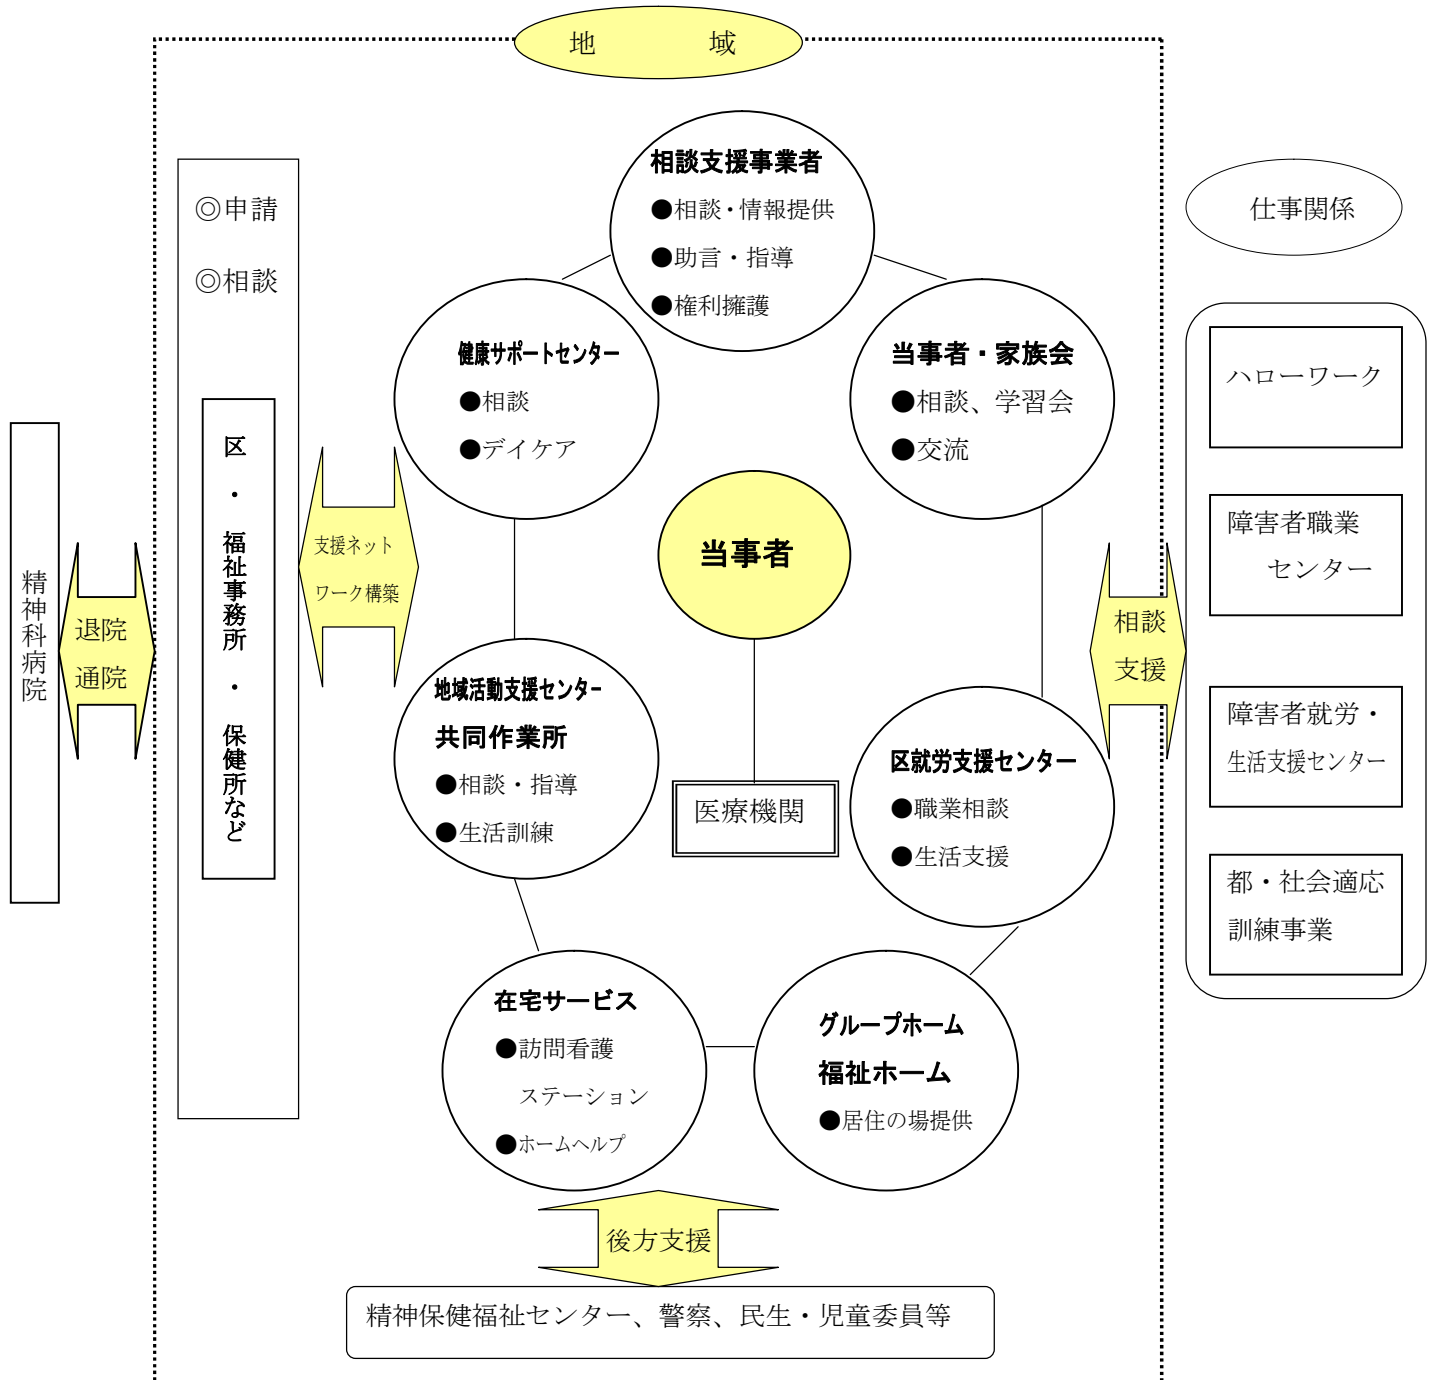 地　域
相談支援事業者
●相談・情報提供
●助言・指導
●権利擁護
◎申請
◎相談
仕事関係
健康サポートセンター
●相談
●デイケア
当事者・家族会
●相談、学習会
●交流
ハローワーク
障害者職業
センター
障害者就労・
生活支援センター
都・社会適応
訓練事業
精神科病院
退院
通院
区・福祉事務所・保健所など
支援ネット
ワーク構築
当事者
相談
支援
地域活動支援センター
共同作業所
●相談・指導
●生活訓練
医療機関
区就労支援センター
●職業相談
●生活支援
在宅サービス
●訪問看護
ステーション
●ホームヘルプ
グループホーム
福祉ホーム
●居住の場提供
後方支援
精神保健福祉センター、警察、民生・児童委員等